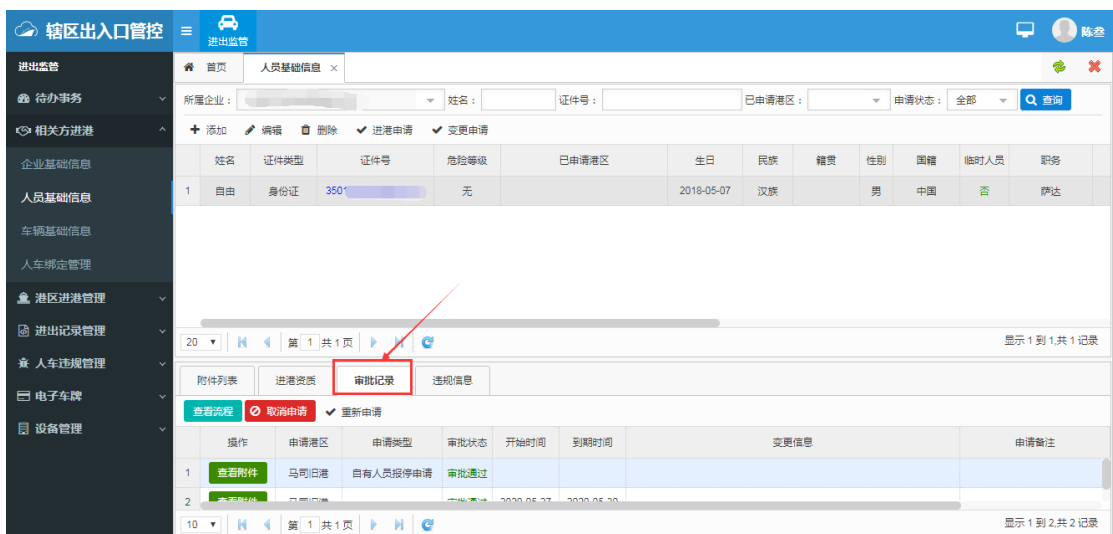 辖区出入口管控
进出监管
陈叁
进出监管
待办事务
相关方进港
企业基础信息
人员基础信息
车辆基础信息
人车绑定管理
港区进港管理
进出记录管理
人车违规管理
电子车牌
设备管理
首页 人员基础信息 ×
所属企业： 姓名： 证件号： 已申请港区： 申请状态： 全部 查询
添加 编辑 删除 进港申请 变更申请
姓名 证件类型 证件号 危险等级 已申请港区 生日 民族 籍贯 性别 国籍 临时人员 职务
1 自由 身份证 3501 无 2018-05-07 汉族 男 中国 否 萨达
20 第 1 共1页 显示1到1,共1记录
附件列表 进港资质 审批记录 违规信息
查看流程 取消申请 重新申请
操作 申请港区 申请类型 审批状态 开始时间 到期时间 变更信息 申请备注
1 查看附件 马司旧港 自有人员报停申请 审批通过
2
10 第 1 共1页 显示1到2,共2记录